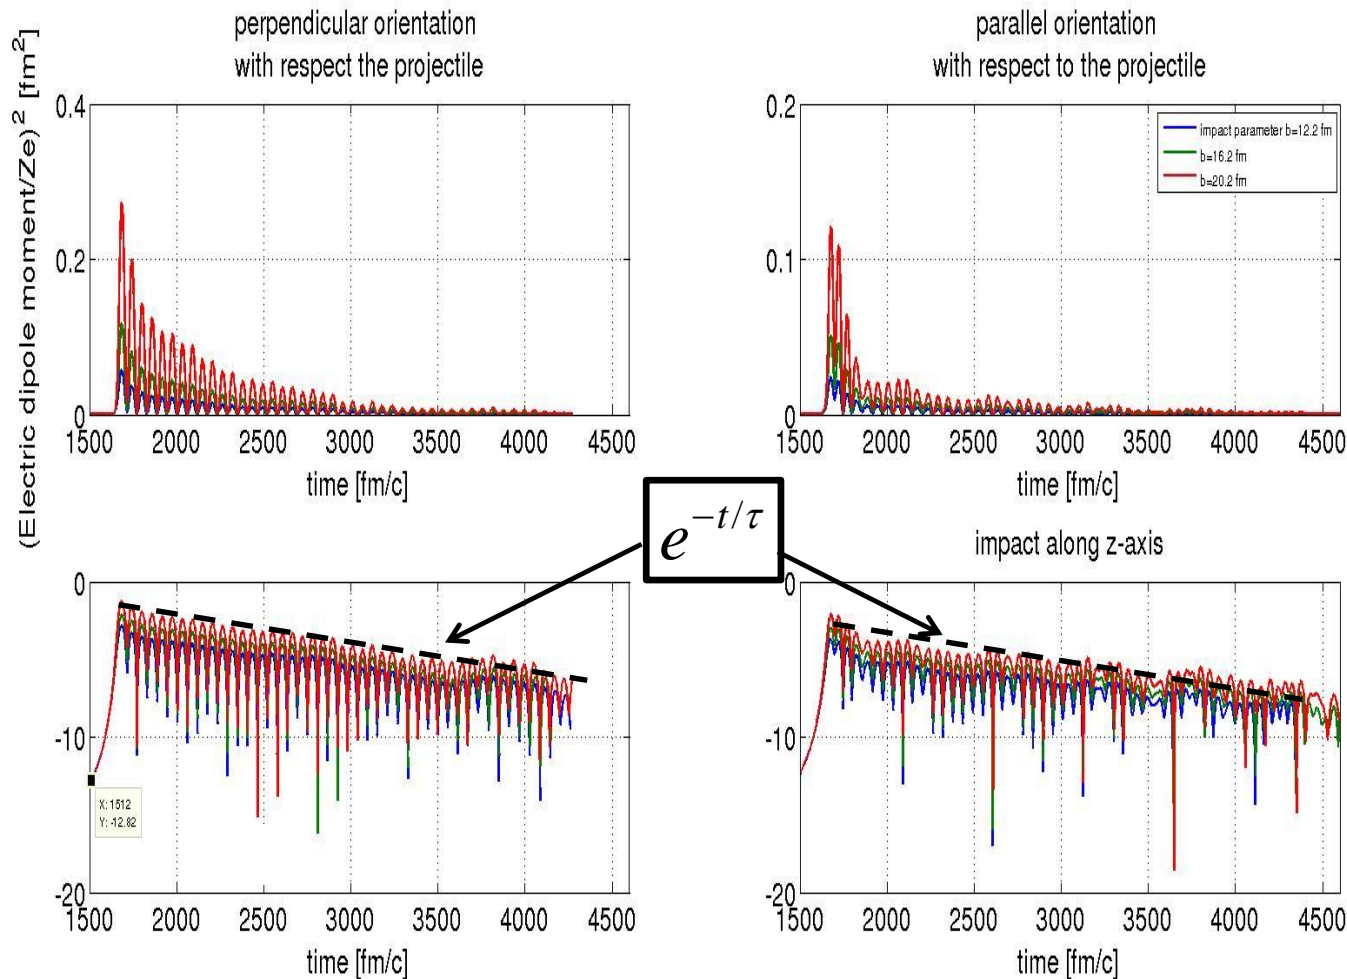 perpendicular orientation
with respect the projectile
parallel orientation
with respect to the projectile
(Electric dipole moment/Ze)² [fm²]
0.4
0.2
0
1500 2000 2500 3000 3500 4000 4500
time [fm/c]
0.2
0.1
0
impact parameter b=12.2 fm
b=16.2 fm
b=20.2 fm
1500 2000 2500 3000 3500 4000 4500
time [fm/c]
e^{-t/τ}
impact along z-axis
0
-10
-20
X: 1512
Y: -12.82
1500 2000 2500 3000 3500 4000 4500
time [fm/c]
0
-10
-20
1500 2000 2500 3000 3500 4000 4500
time [fm/c]